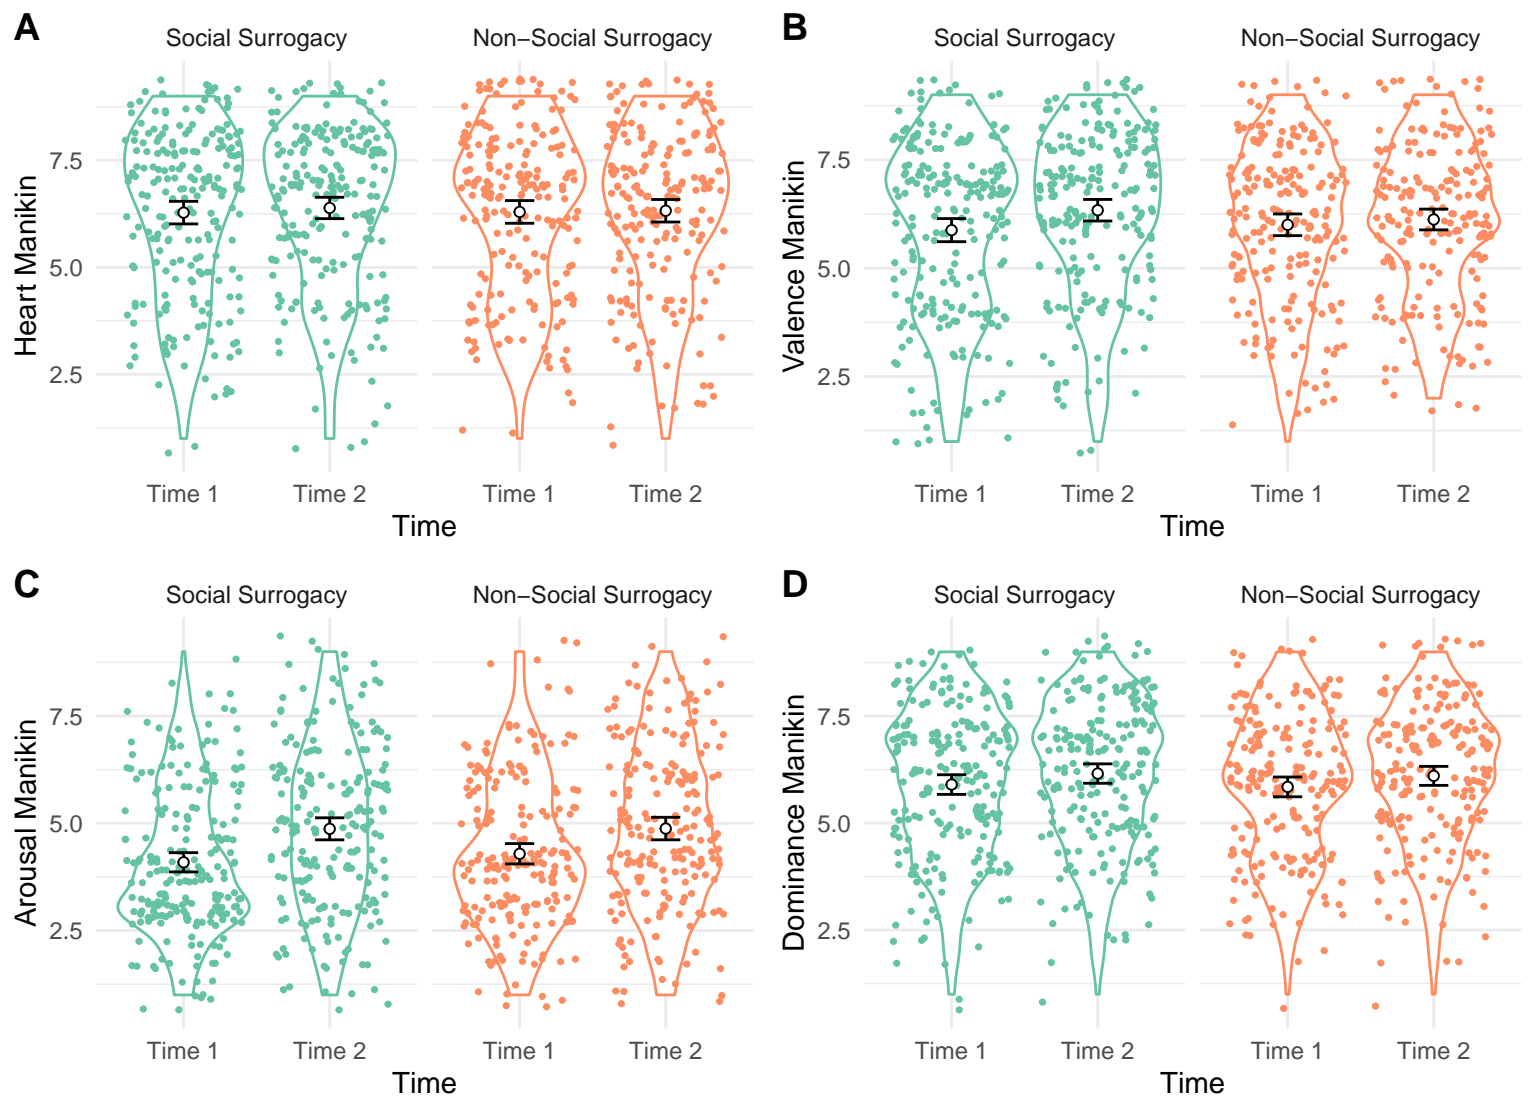 A
Social Surrogacy Non−Social Surrogacy
Heart Manikin
7.5
5.0
2.5
Time 1 Time 2 Time 1 Time 2
Time
B
Social Surrogacy Non−Social Surrogacy
Valence Manikin
7.5
5.0
2.5
Time 1 Time 2 Time 1 Time 2
Time
C
Social Surrogacy Non−Social Surrogacy
Arousal Manikin
7.5
5.0
2.5
Time 1 Time 2 Time 1 Time 2
Time
D
Social Surrogacy Non−Social Surrogacy
Dominance Manikin
7.5
5.0
2.5
Time 1 Time 2 Time 1 Time 2
Time